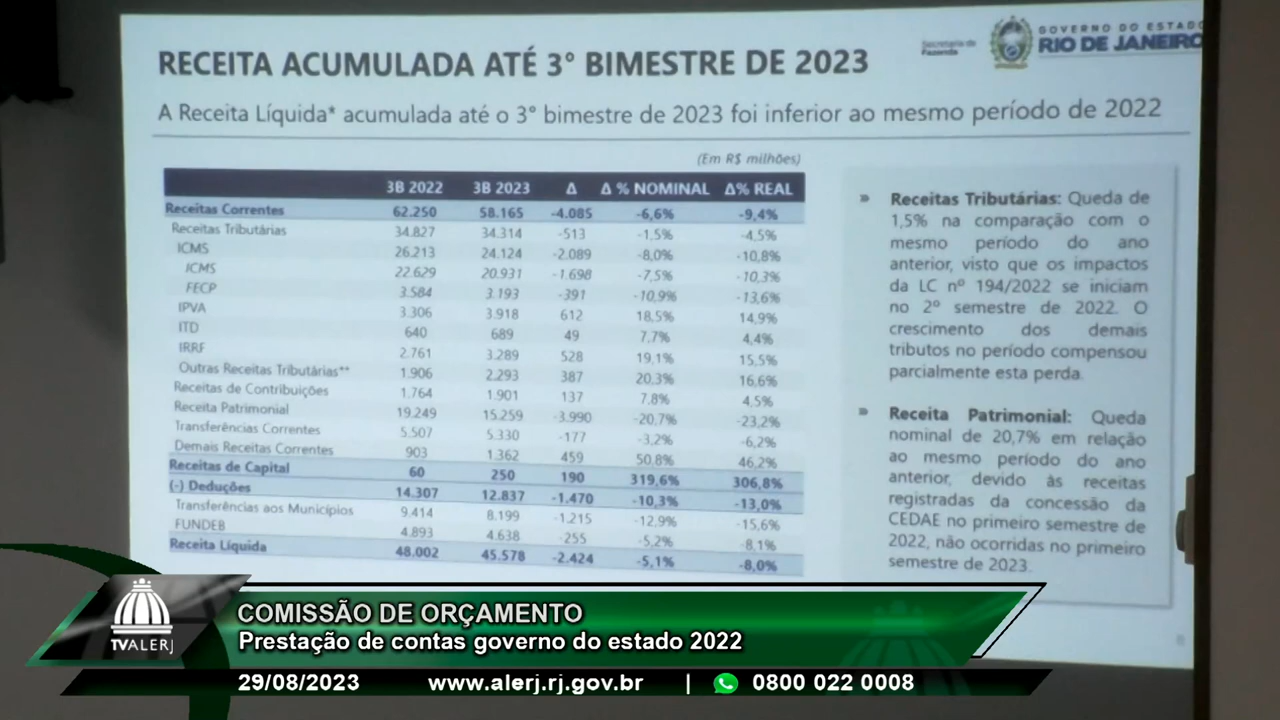 RECEITA ACUMULADA ATÉ 3° BIMESTRE DE 2023
Secretaria de
Fazenda
GOVERNO DO ESTADO
RIO DE JANEIRO
A Receita Líquida* acumulada até o 3° bimestre de 2023 foi inferior ao mesmo período de 2022
(Em R$ milhões)
3B 2022 3B 2023 Δ Δ % NOMINAL Δ% REAL
Receitas Correntes 62.250 58.165 -4.085 -6,6% -9,4%
Receitas Tributárias 34.827 34.314 -513 -1,5% -4,5%
ICMS 26.213 24.124 -2.089 -8,0% -10,8%
ICMS 22.629 20.931 -1.698 -7,5% -10,3%
FECP 3.584 3.193 -391 -10,9% -13,6%
IPVA 3.306 3.918 612 18,5% 14,9%
ITD 640 689 49 7,7% 4,4%
IRRF 2.761 3.289 528 19,1% 15,5%
Outras Receitas Tributárias** 1.906 2.293 387 20,3% 16,6%
Receitas de Contribuições 1.764 1.901 137 7,8% 4,5%
Receita Patrimonial 19.249 15.259 -3.990 -20,7% -23,2%
Transferências Correntes 5.507 5.330 -177 -3,2% -6,2%
Demais Receitas Correntes 903 1.362 459 50,8% 46,2%
Receitas de Capital 60 250 190 319,6% 306,8%
(-) Deduções 14.307 12.837 -1.470 -10,3% -13,0%
Transferências aos Municípios 9.414 8.199 -1.215 -12,9% -15,6%
FUNDEB 4.893 4.638 -255 -5,2% -8,1%
Receita Líquida 48.002 45.578 -2.424 -5,1% -8,0%
» Receitas Tributárias: Queda de
1,5% na comparação com o
mesmo período do ano
anterior, visto que os impactos
da LC nº 194/2022 se iniciam
no 2º semestre de 2022. O
crescimento dos demais
tributos no período compensou
parcialmente esta perda.
» Receita Patrimonial: Queda
nominal de 20,7% em relação
ao mesmo período do ano
anterior, devido às receitas
registradas da concessão da
CEDAE no primeiro semestre de
2022, não ocorridas no primeiro
semestre de 2023.
TVALERJ
COMISSÃO DE ORÇAMENTO
Prestação de contas governo do estado 2022
29/08/2023 www.alerj.rj.gov.br | 0800 022 0008